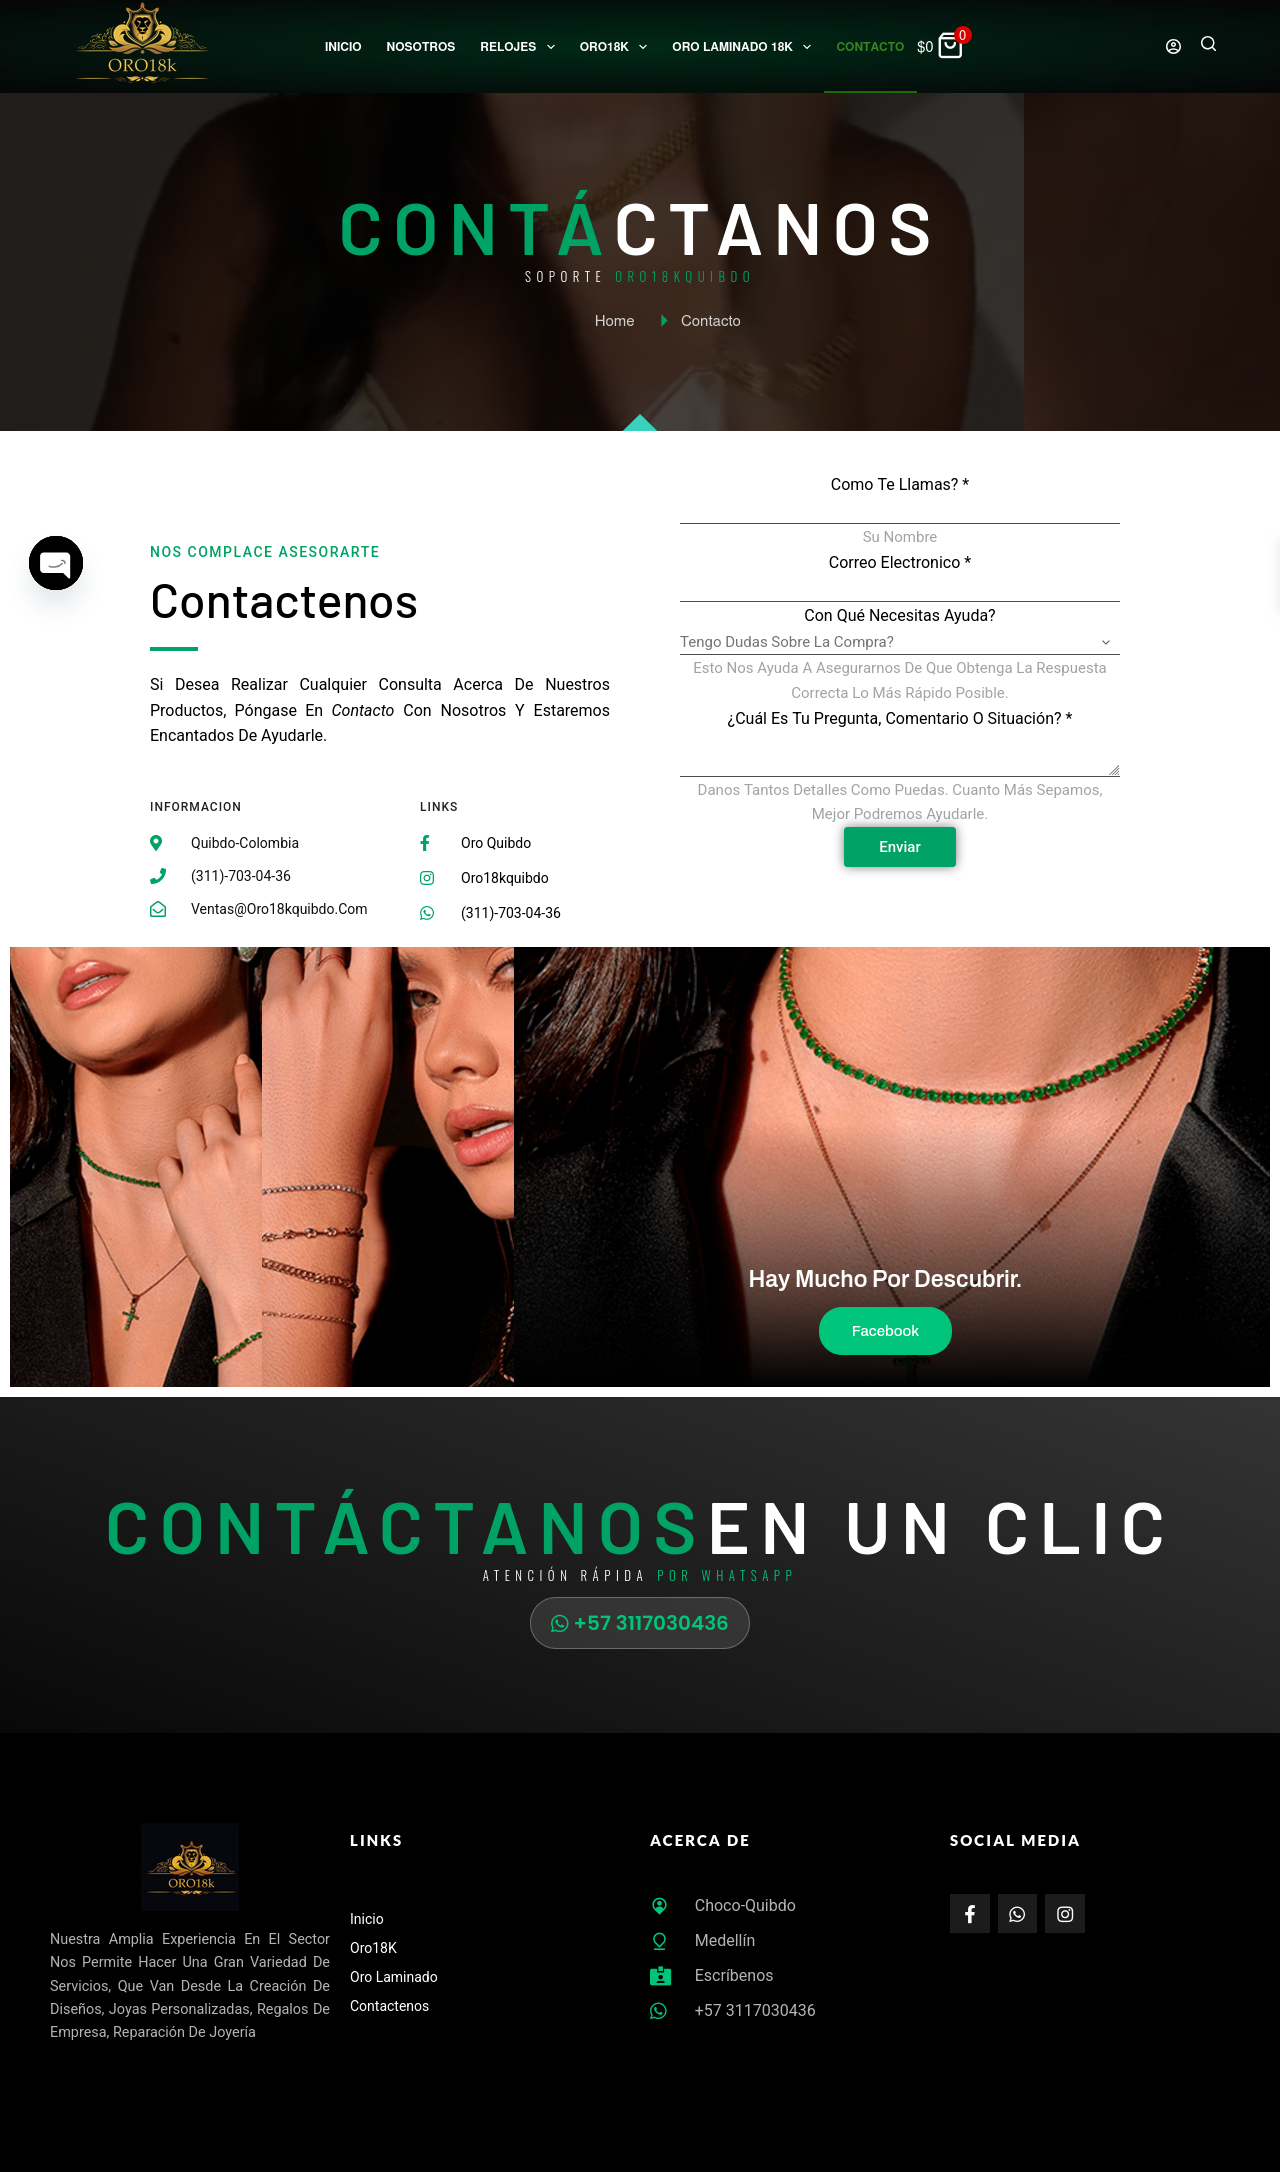 ORO18k
INICIO NOSOTROS RELOJES ORO18K ORO LAMINADO 18K CONTACTO $0 0
CONTÁCTANOS
SOPORTE ORO18KQUIBDO
Home Contacto
NOS COMPLACE ASESORARTE
Contactenos
Si Desea Realizar Cualquier Consulta Acerca De Nuestros
Productos, Póngase En Contacto Con Nosotros Y Estaremos
Encantados De Ayudarle.
INFORMACION
Quibdo-Colombia
(311)-703-04-36
Ventas@Oro18kquibdo.Com
LINKS
Oro Quibdo
Oro18kquibdo
(311)-703-04-36
Como Te Llamas? *
Su Nombre
Correo Electronico *
Con Qué Necesitas Ayuda?
Tengo Dudas Sobre La Compra?
Esto Nos Ayuda A Asegurarnos De Que Obtenga La Respuesta
Correcta Lo Más Rápido Posible.
¿Cuál Es Tu Pregunta, Comentario O Situación? *
Danos Tantos Detalles Como Puedas. Cuanto Más Sepamos,
Mejor Podremos Ayudarle.
Enviar
Hay Mucho Por Descubrir.
Facebook
CONTÁCTANOSEN UN CLIC
ATENCIÓN RÁPIDA POR WHATSAPP
+57 3117030436
ORO18k
Nuestra Amplia Experiencia En El Sector
Nos Permite Hacer Una Gran Variedad De
Servicios, Que Van Desde La Creación De
Diseños, Joyas Personalizadas, Regalos De
Empresa, Reparación De Joyería
LINKS
Inicio
Oro18K
Oro Laminado
Contactenos
ACERCA DE
Choco-Quibdo
Medellín
Escríbenos
+57 3117030436
SOCIAL MEDIA